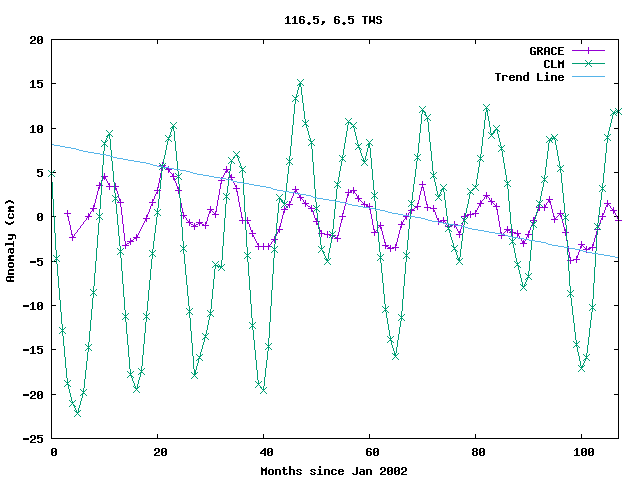 116.5, 6.5 TWS
GRACE
CLM
Trend Line
20
15
10
5
0
-5
-10
-15
-20
-25
Anomaly (cm)
0 20 40 60 80 100
Months since Jan 2002